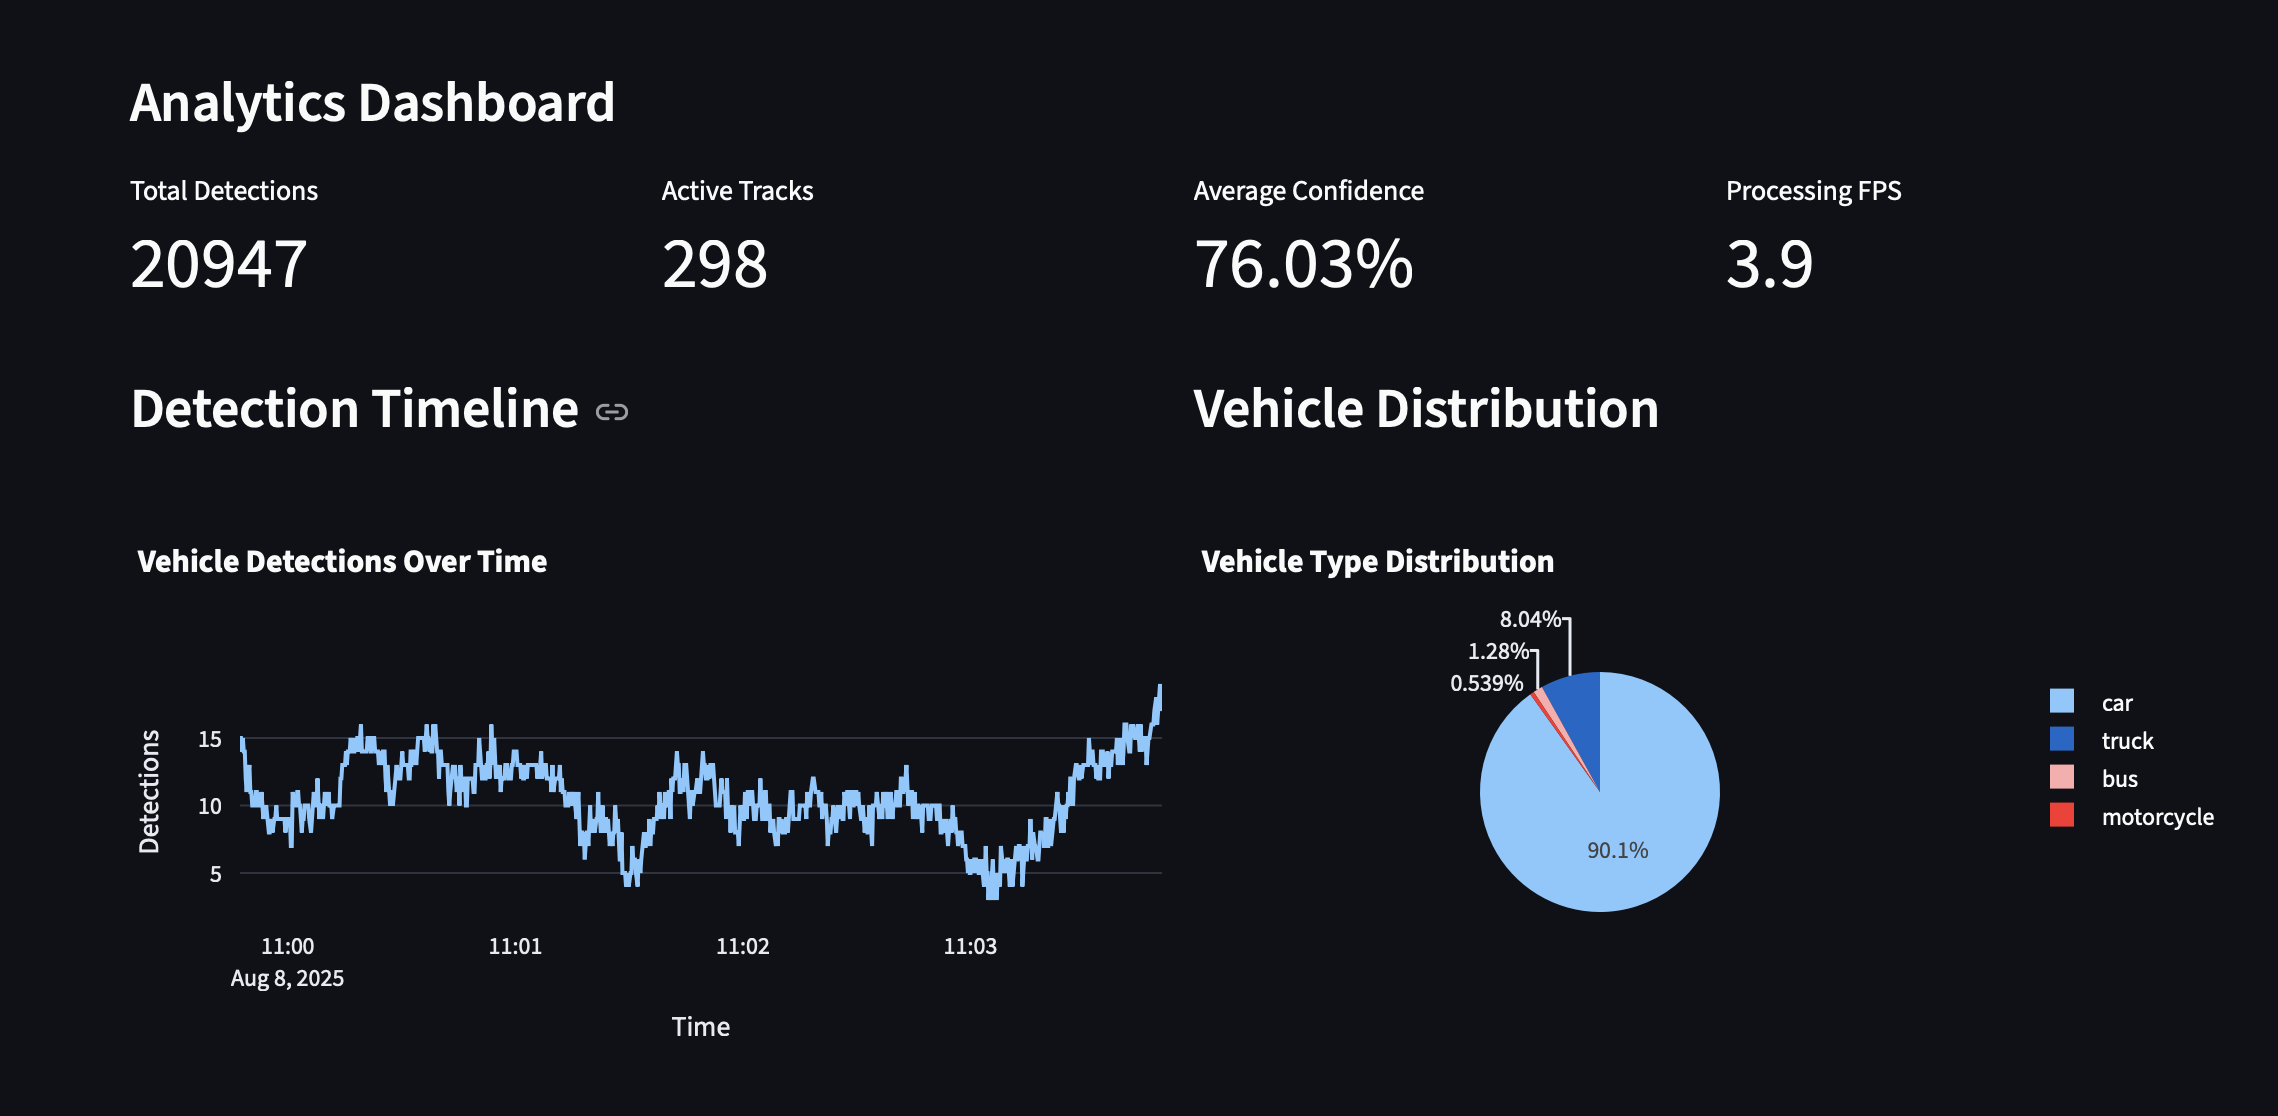 Analytics Dashboard
Total Detections
20947
Active Tracks
298
Average Confidence
76.03%
Processing FPS
3.9
Detection Timeline
Vehicle Distribution
Vehicle Detections Over Time
15
10
5
Detections
11:00
11:01
11:02
11:03
Aug 8, 2025
Time
Vehicle Type Distribution
8.04%
1.28%
0.539%
90.1%
car
truck
bus
motorcycle